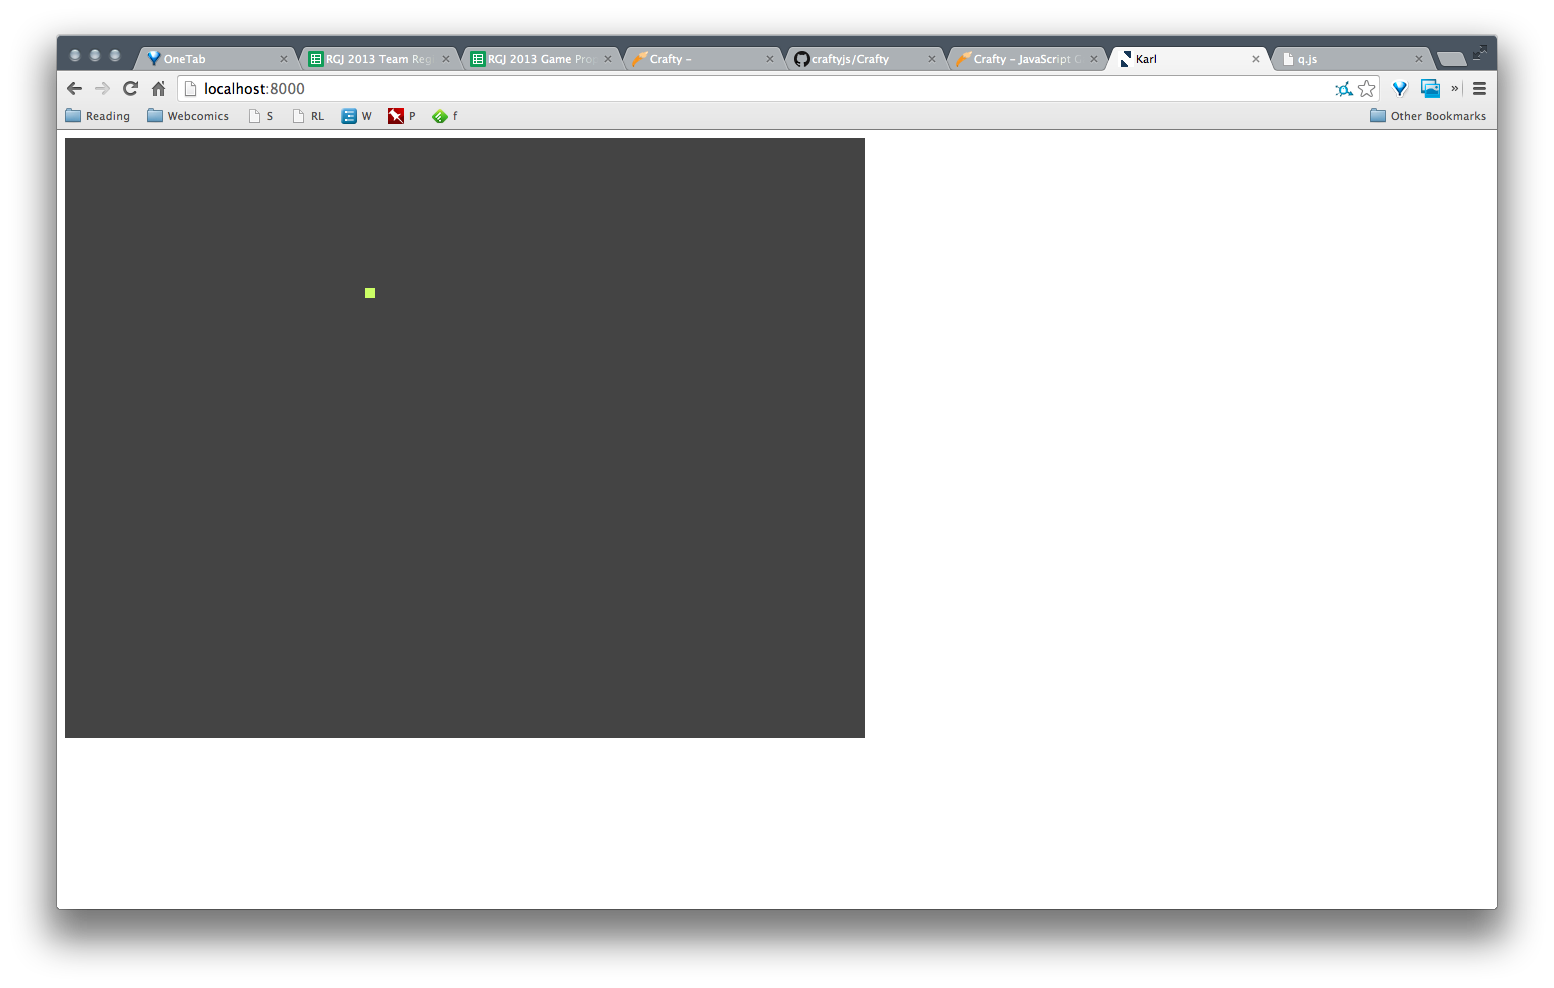 OneTab RGJ 2013 Team Reg RGJ 2013 Game Prop Crafty - craftyjs/Crafty Crafty - JavaScript G Karl q.js
localhost:8000
Reading Webcomics S RL W P f Other Bookmarks